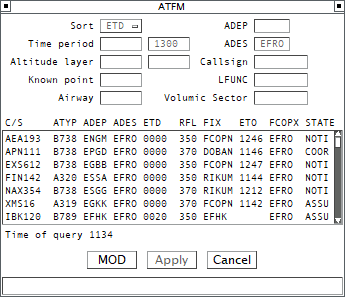 ATFM
Sort ETD ADEP
Time period 1300 ADES EFRO
Altitude layer Callsign
Known point LFUNC
Airway Volumic Sector
C/S ATYP ADEP ADES ETD RFL FIX ETO FCOPX STATE
AEA193 B738 ENGM EFRO 0000 350 FCOPN 1246 EFRO NOTI
APN111 B738 EPGD EFRO 0000 370 DOBAN 1146 EFRO COOR
EXS612 B738 EGBB EFRO 0000 350 FCOPN 1247 EFRO NOTI
FIN142 A320 ESSA EFRO 0000 350 RIKUM 1144 EFRO NOTI
NAX354 B738 ESGG EFRO 0000 370 RIKUM 1212 EFRO NOTI
XMS16 A319 EGKK EFRO 0000 370 FCOPN 1142 EFRO ASSU
IBK120 B789 EFHK EFRO 0020 350 EFHK EFRO ASSU
Time of query 1134
MOD Apply Cancel